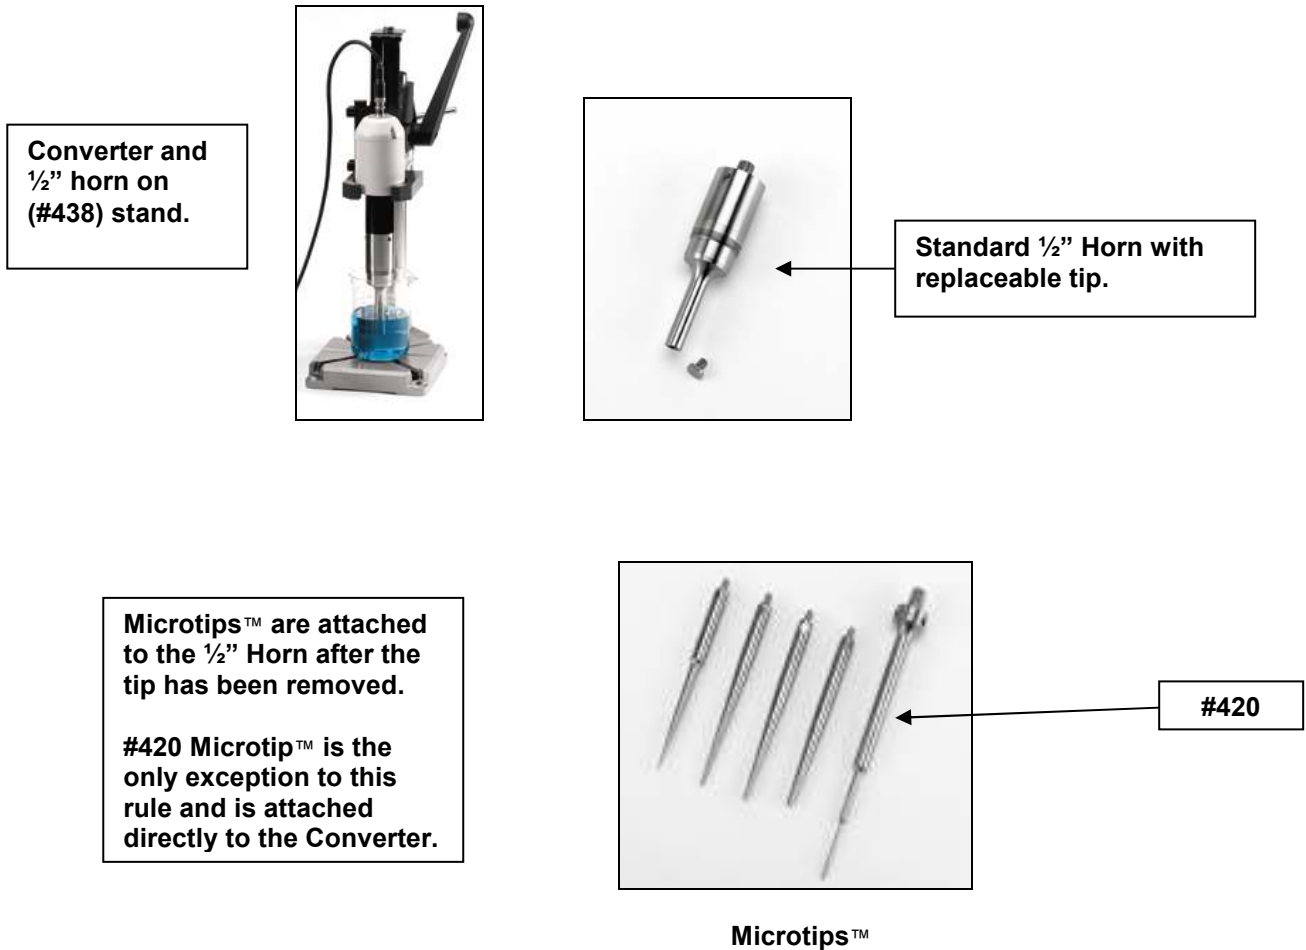 Converter and
½” horn on
(#438) stand.
Standard ½” Horn with
replaceable tip.
Microtips™ are attached
to the ½” Horn after the
tip has been removed.
#420 Microtip™ is the
only exception to this
rule and is attached
directly to the Converter.
#420
Microtips™